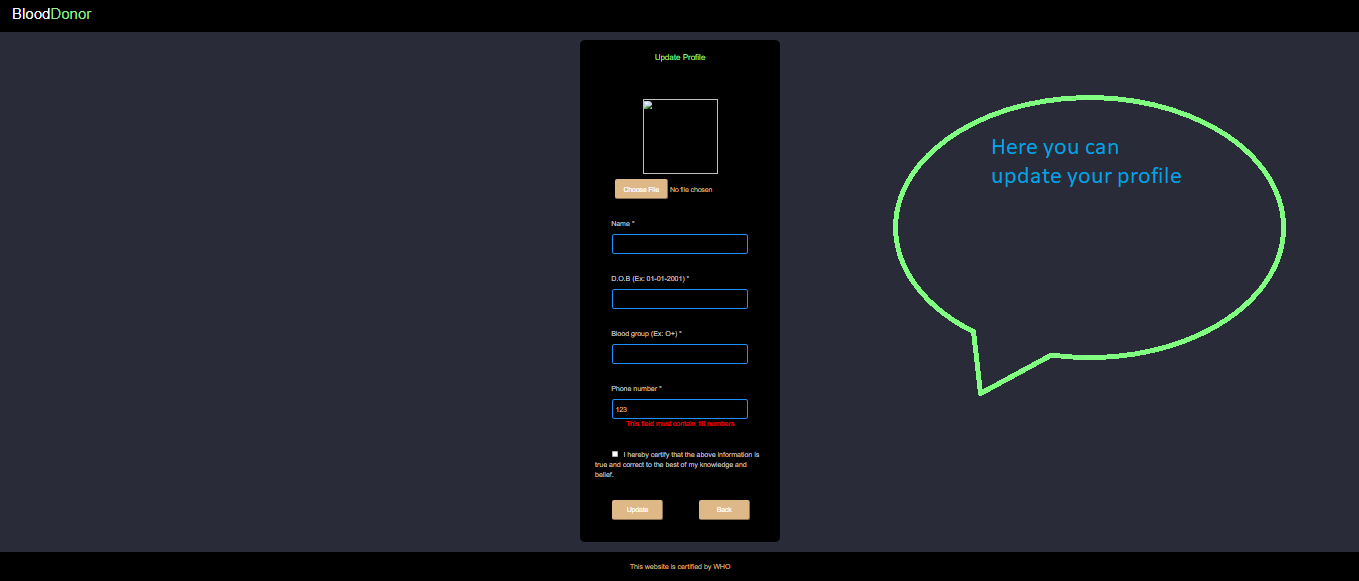 BloodDonor
Update Profile
Here you can
update your profile
Choose File No file chosen
Name *
D.O.B (Ex: 01-01-2001) *
Blood group (Ex: O+) *
Phone number *
123
This field must contain 10 numbers
I hereby certify that the above information is
true and correct to the best of my knowledge and
belief.
Update Back
This website is certified by WHO